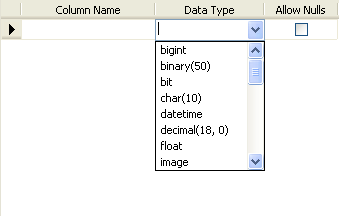 Column Name Data Type Allow Nulls
bigint
binary(50)
bit
char(10)
datetime
decimal(18, 0)
float
image